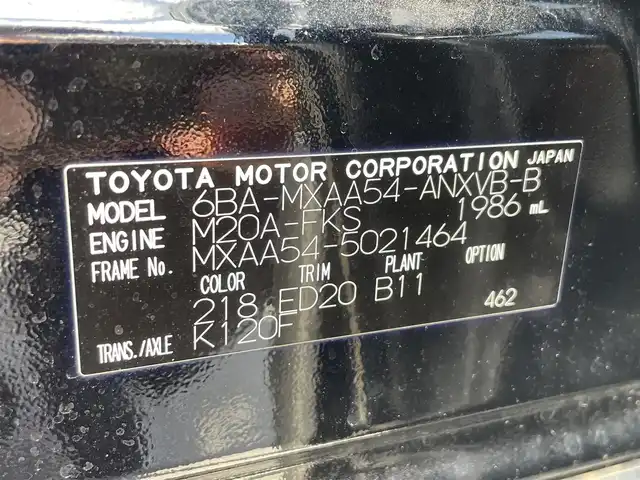 TOYOTA MOTOR CORPORATION JAPAN
MODEL 6BA-MXAA54-ANXVB-B
ENGINE M20A-FKS 1986 mL
FRAME No. MXAA54-5021464
COLOR TRIM PLANT OPTION
218 ED20 B11 462
TRANS./AXLE K120F